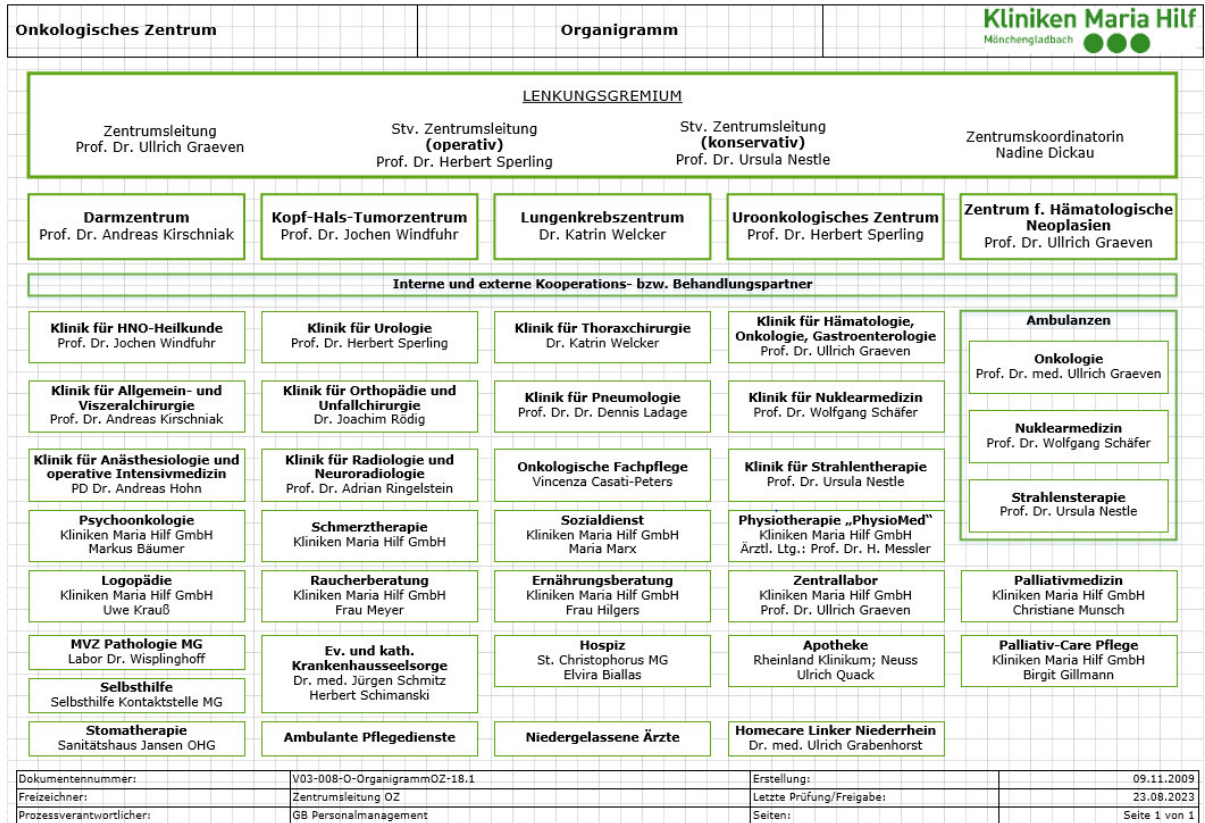 Onkologisches Zentrum
Organigramm
Kliniken Maria Hilf
Mönchengladbach
LENKUNGSGREMIUM
Zentrumsleitung
Prof. Dr. Ullrich Graeven
Stv. Zentrumsleitung
(operativ)
Prof. Dr. Herbert Sperling
Stv. Zentrumsleitung
(konservativ)
Prof. Dr. Ursula Nestle
Zentrumskoordinatorin
Nadine Dickau
Darmzentrum
Prof. Dr. Andreas Kirschniak
Kopf-Hals-Tumorzentrum
Prof. Dr. Jochen Windfuhr
Lungenkrebszentrum
Dr. Katrin Welcker
Uroonkologisches Zentrum
Prof. Dr. Herbert Sperling
Zentrum f. Hämatologische
Neoplasien
Prof. Dr. Ullrich Graeven
Interne und externe Kooperations- bzw. Behandlungspartner
Klinik für HNO-Heilkunde
Prof. Dr. Jochen Windfuhr
Klinik für Urologie
Prof. Dr. Herbert Sperling
Klinik für Thoraxchirurgie
Dr. Katrin Welcker
Klinik für Hämatologie,
Onkologie, Gastroenterologie
Prof. Dr. Ullrich Graeven
Ambulanzen
Onkologie
Prof. Dr. med. Ullrich Graeven
Klinik für Allgemein- und
Viszeralchirurgie
Prof. Dr. Andreas Kirschniak
Klinik für Orthopädie und
Unfallchirurgie
Dr. Joachim Rödig
Klinik für Pneumologie
Prof. Dr. Dr. Dennis Ladage
Klinik für Nuklearmedizin
Prof. Dr. Wolfgang Schäfer
Nuklearmedizin
Prof. Dr. Wolfgang Schäfer
Klinik für Anästhesiologie und
operative Intensivmedizin
PD Dr. Andreas Hohn
Klinik für Radiologie und
Neuroradiologie
Prof. Dr. Adrian Ringelstein
Onkologische Fachpflege
Vincenza Casati-Peters
Klinik für Strahlentherapie
Prof. Dr. Ursula Nestle
Strahlensterapie
Prof. Dr. Ursula Nestle
Psychoonkologie
Kliniken Maria Hilf GmbH
Markus Bäumer
Schmerztherapie
Kliniken Maria Hilf GmbH
Sozialdienst
Kliniken Maria Hilf GmbH
Maria Marx
Physiotherapie „PhysioMed“
Kliniken Maria Hilf GmbH
Ärztl. Ltg.: Prof. Dr. H. Messler
Logopädie
Kliniken Maria Hilf GmbH
Uwe Krauß
Raucherberatung
Kliniken Maria Hilf GmbH
Frau Meyer
Ernährungsberatung
Kliniken Maria Hilf GmbH
Frau Hilgers
Zentrallabor
Kliniken Maria Hilf GmbH
Prof. Dr. Ullrich Graeven
Palliativmedizin
Kliniken Maria Hilf GmbH
Christiane Munsch
MVZ Pathologie MG
Labor Dr. Wisplinghoff
Selbsthilfe
Selbsthilfe Kontaktstelle MG
Ev. und kath.
Krankenhausseelsorge
Dr. med. Jürgen Schmitz
Herbert Schimanski
Hospiz
St. Christophorus MG
Elvira Biallas
Apotheke
Rheinland Klinikum; Neuss
Ulrich Quack
Palliativ-Care Pflege
Kliniken Maria Hilf GmbH
Birgit Gillmann
Stomatherapie
Sanitätshaus Jansen OHG
Ambulante Pflegedienste
Niedergelassene Ärzte
Homecare Linker Niederrhein
Dr. med. Ulrich Grabenhorst
Dokumentennummer: V03-008-O-OrganigrammOZ-18.1 Erstellung: 09.11.2009
Freizeichner: Zentrumsleitung OZ Letzte Prüfung/Freigabe: 23.08.2023
Prozessverantwortlicher: GB Personalmanagement Seiten: Seite 1 von 1